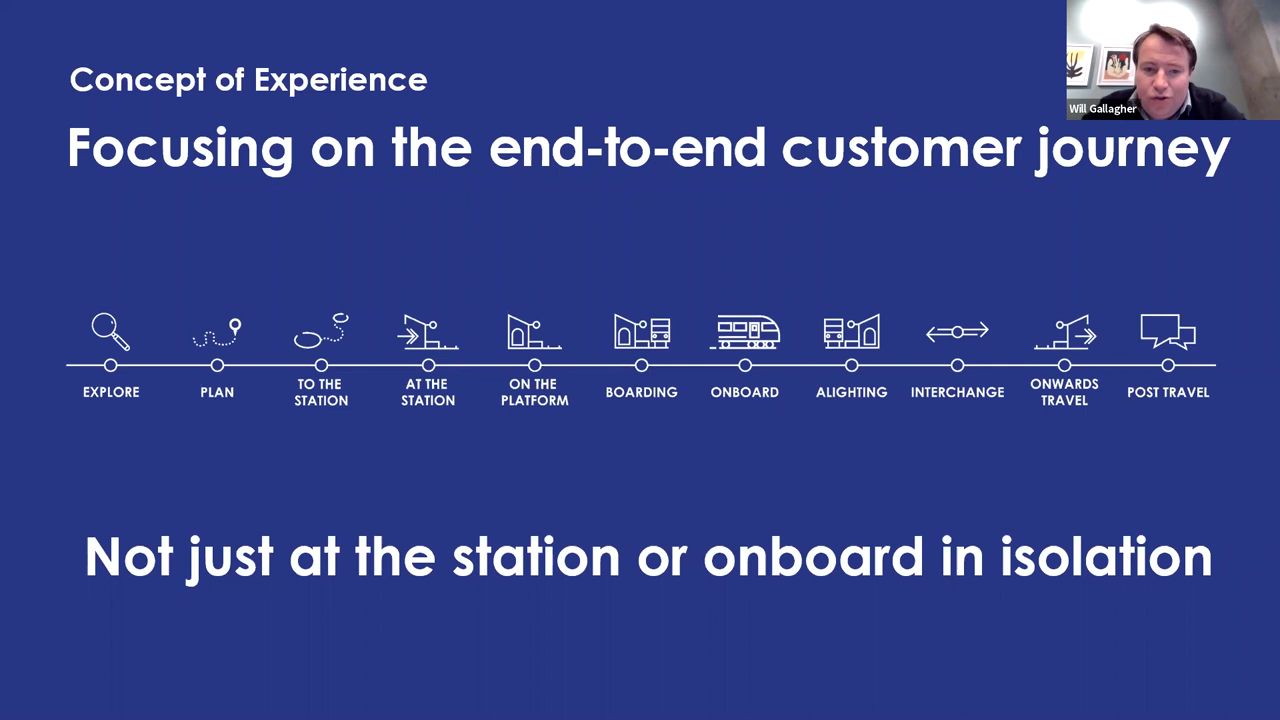 Concept of Experience
Will Gallagher
Focusing on the end-to-end customer journey
EXPLORE
PLAN
TO THE
STATION
AT THE
STATION
ON THE
PLATFORM
BOARDING
ONBOARD
ALIGHTING
INTERCHANGE
ONWARDS
TRAVEL
POST TRAVEL
Not just at the station or onboard in isolation